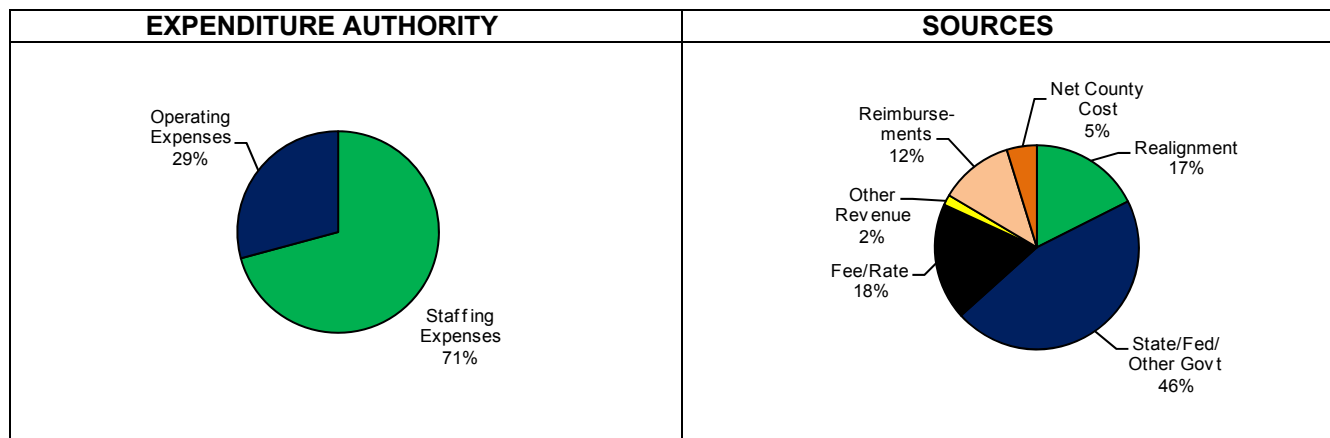 EXPENDITURE AUTHORITY
Operating
Expenses
29%
Staffing
Expenses
71%
SOURCES
Net County
Cost
5%
Reimburse-
ments
12%
Realignment
17%
Other
Revenue
2%
Fee/Rate
18%
State/Fed/
Other Govt
46%